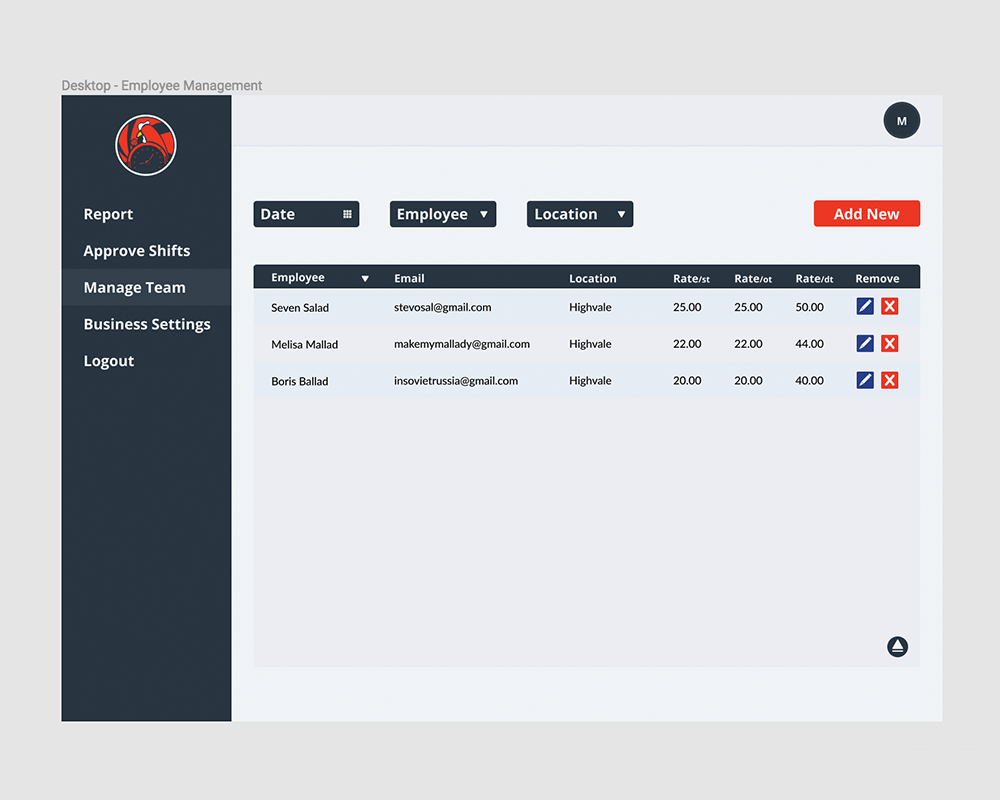 Desktop - Employee Management
M
Report
Approve Shifts
Manage Team
Business Settings
Logout
Date Employee Location Add New
Employee Email Location Rate/st Rate/ot Rate/dt Remove
Seven Salad stevosal@gmail.com Highvale 25.00 25.00 50.00
Melisa Mallad makemymallady@gmail.com Highvale 22.00 22.00 44.00
Boris Ballad insovietrussia@gmail.com Highvale 20.00 20.00 40.00